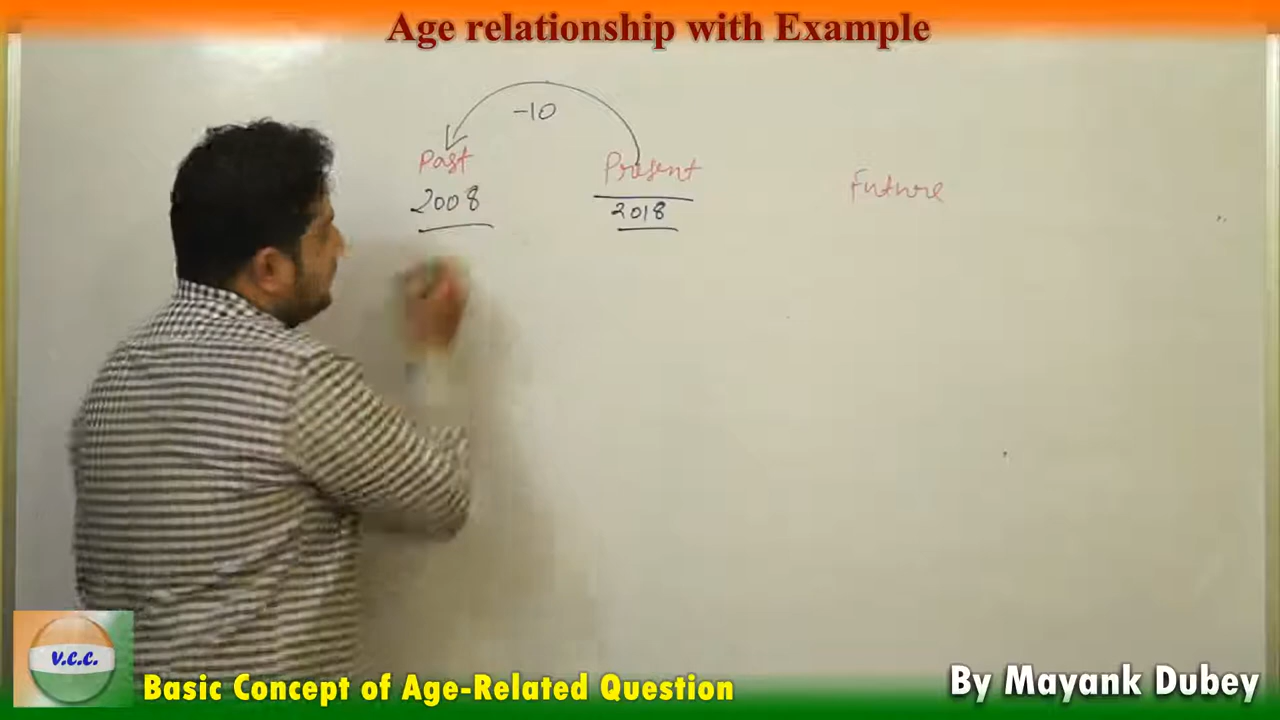 Age relationship with Example
-10
Past Present Future
2008 2018
V.C.C.
Basic Concept of Age-Related Question
By Mayank Dubey